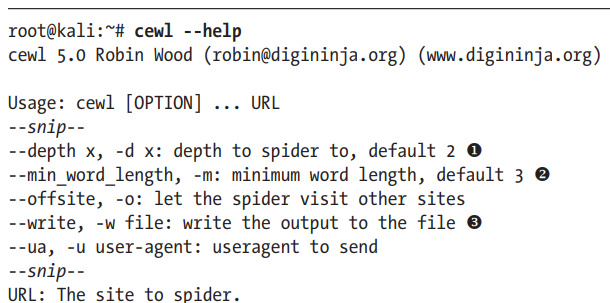 root@kali:~# cewl --help
cewl 5.0 Robin Wood (robin@digininja.org) (www.digininja.org)
Usage: cewl [OPTION] ... URL
--snip--
--depth x, -d x: depth to spider to, default 2 ❶
--min_word_length, -m: minimum word length, default 3 ❷
--offsite, -o: let the spider visit other sites
--write, -w file: write the output to the file ❸
--ua, -u user-agent: useragent to send
--snip--
URL: The site to spider.